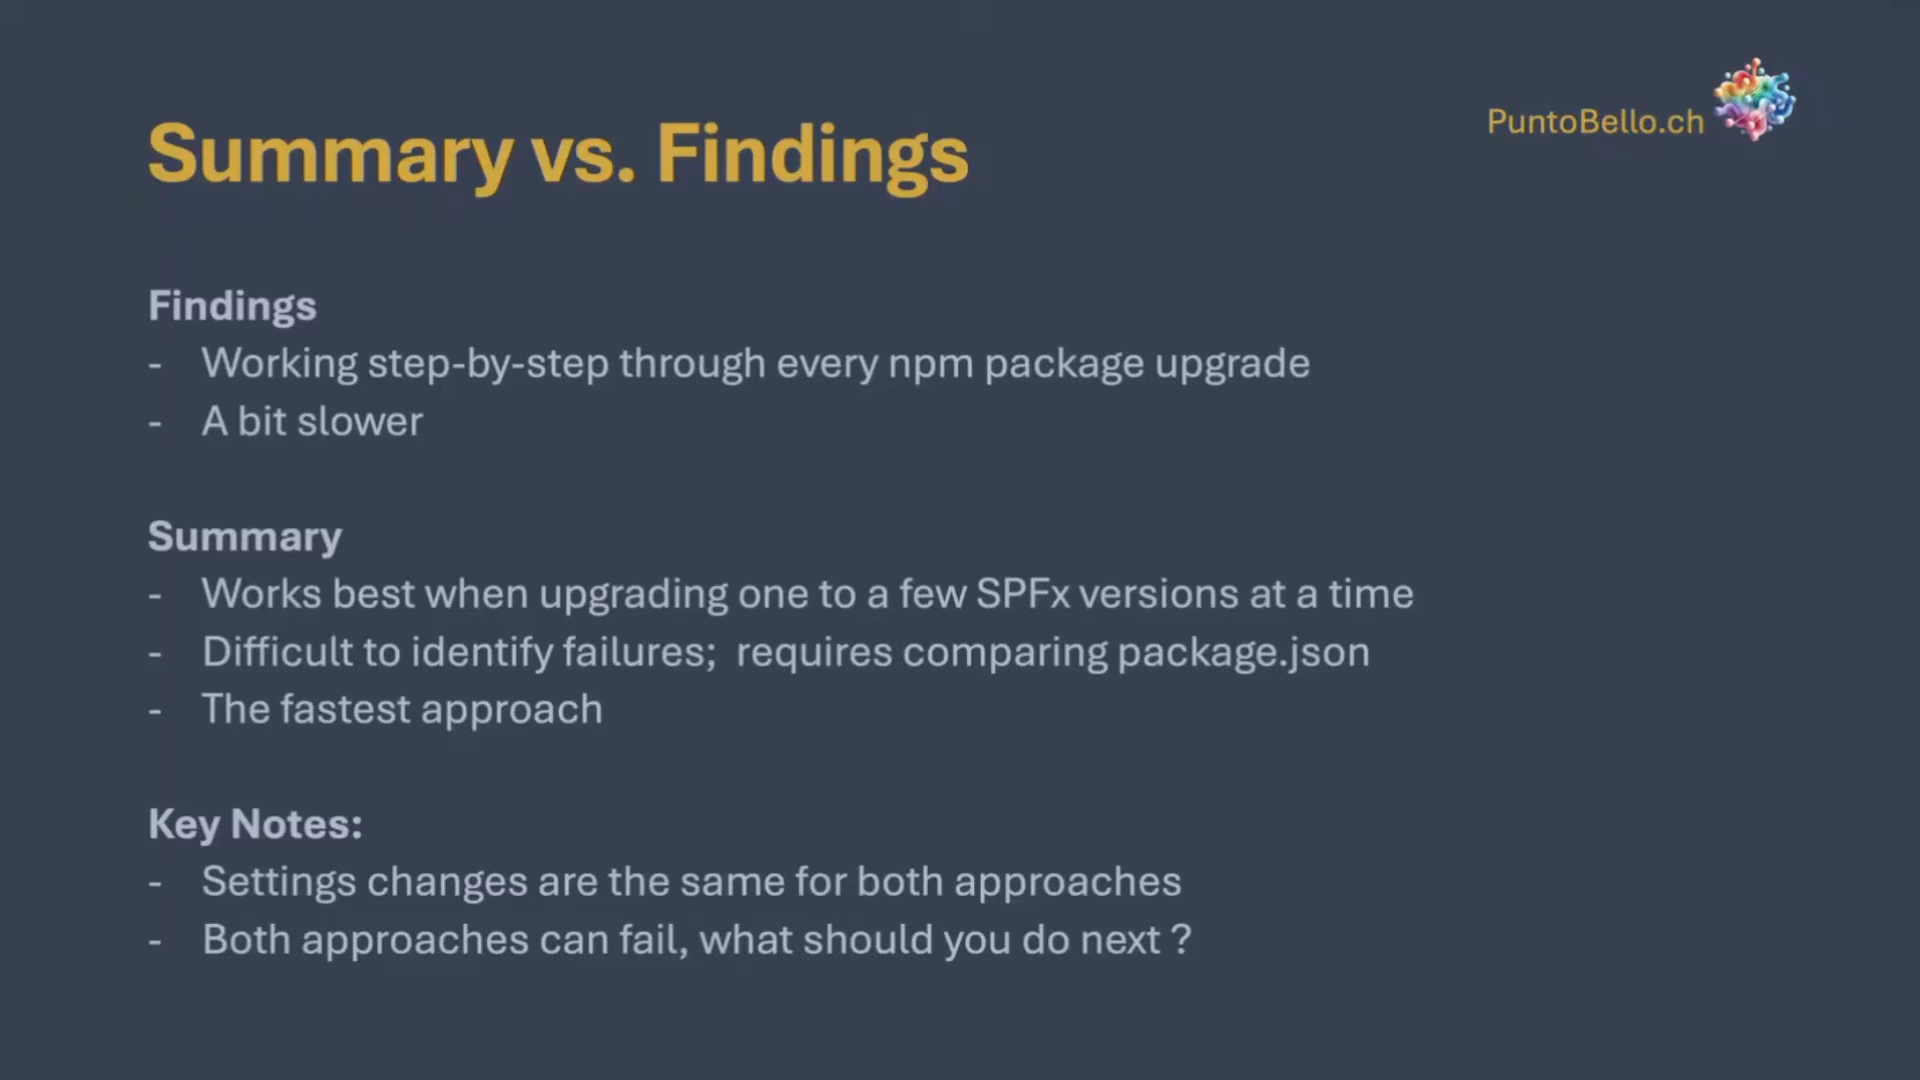 PuntoBello.ch
Summary vs. Findings
Findings
- Working step-by-step through every npm package upgrade
- A bit slower
Summary
- Works best when upgrading one to a few SPFx versions at a time
- Difficult to identify failures;  requires comparing package.json
- The fastest approach
Key Notes:
- Settings changes are the same for both approaches
- Both approaches can fail, what should you do next ?